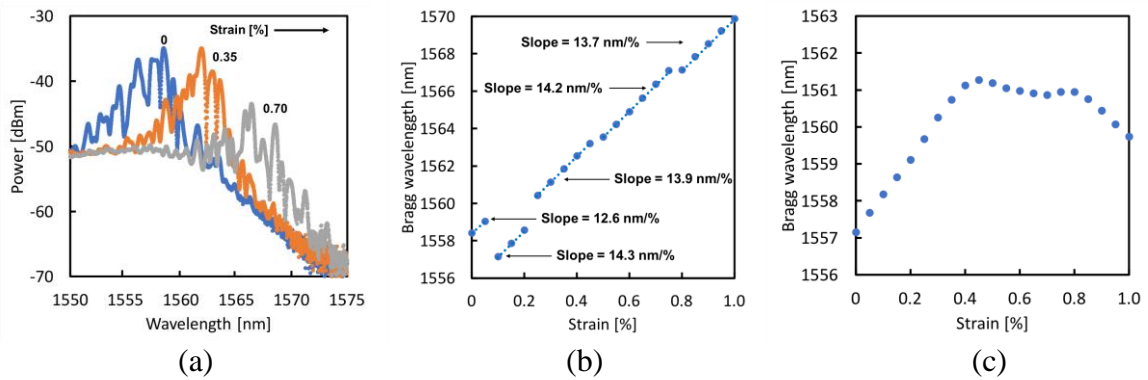 Strain [%]
0
0.35
0.70
-30
-40
-50
-60
-70
Power [dBm]
1550 1555 1560 1565 1570 1575
Wavelength [nm]
(a)
1570
1568
1566
1564
1562
1560
1558
1556
Bragg wavelengght [nm]
Slope = 13.7 nm/%
Slope = 14.2 nm/%
Slope = 13.9 nm/%
Slope = 12.6 nm/%
Slope = 14.3 nm/%
0 0.2 0.4 0.6 0.8 1.0
Strain [%]
(b)
1563
1562
1561
1560
1559
1558
1557
1556
Bragg wavelength [nm]
0 0.2 0.4 0.6 0.8 1.0
Strain [%]
(c)